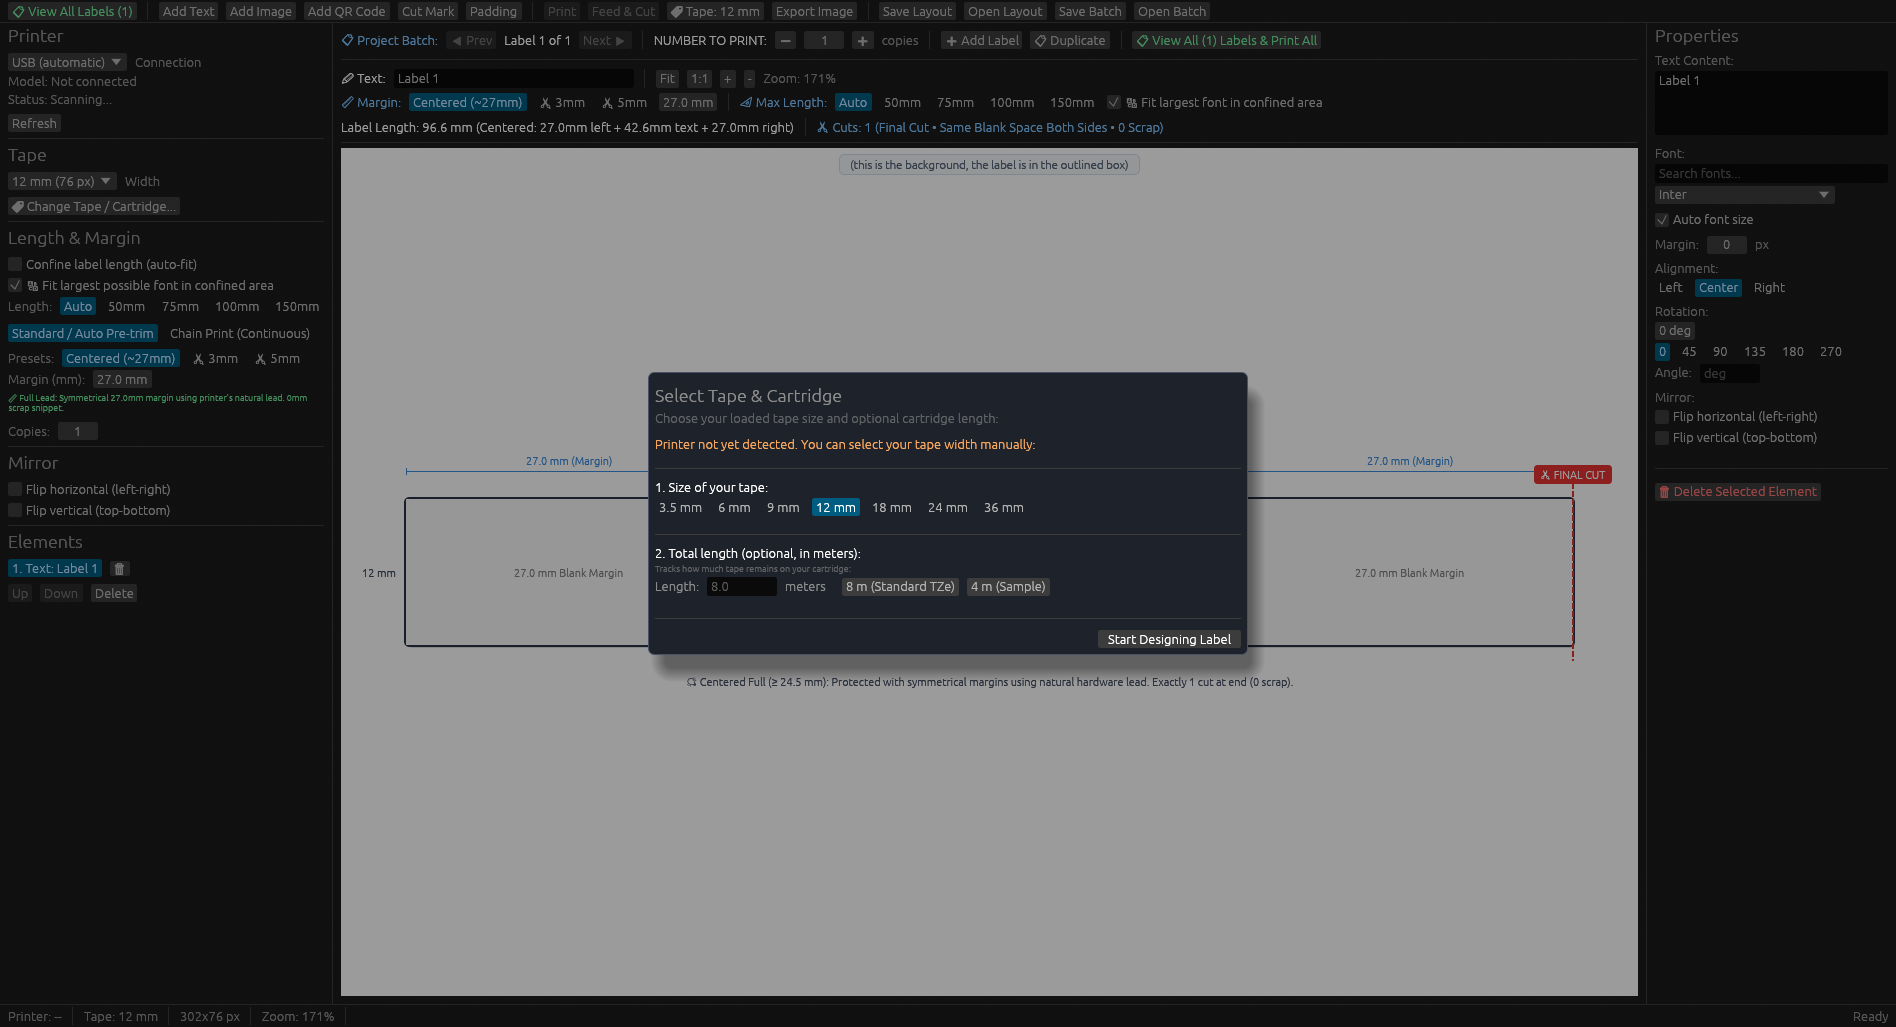 View All Labels (1) Add Text Add Image Add QR Code Cut Mark Padding Print Feed & Cut Tape: 12 mm Export Image Save Layout Open Layout Save Batch Open Batch
Printer
USB (automatic) Connection
Model: Not connected
Status: Scanning...
Refresh
Tape
12 mm (76 px) Width
Change Tape / Cartridge...
Length & Margin
Confine label length (auto-fit)
Fit largest possible font in confined area
Length: Auto 50mm 75mm 100mm 150mm
Standard / Auto Pre-trim Chain Print (Continuous)
Presets: Centered (~27mm) 3mm 5mm
Margin (mm): 27.0 mm
Full Lead: Symmetrical 27.0mm margin using printer's natural lead. 0mm
scrap snippet.
Copies: 1
Mirror
Flip horizontal (left-right)
Flip vertical (top-bottom)
Elements
1. Text: Label 1
Up Down Delete
Project Batch: ◀ Prev Label 1 of 1 Next ▶ NUMBER TO PRINT: − 1 + copies + Add Label Duplicate View All (1) Labels & Print All
Text: Label 1 Fit 1:1 + - Zoom: 171%
Margin: Centered (~27mm) 3mm 5mm 27.0 mm Max Length: Auto 50mm 75mm 100mm 150mm Fit largest font in confined area
Label Length: 96.6 mm (Centered: 27.0mm left + 42.6mm text + 27.0mm right) Cuts: 1 (Final Cut • Same Blank Space Both Sides • 0 Scrap)
(this is the background, the label is in the outlined box)
27.0 mm (Margin) 27.0 mm (Margin)
FINAL CUT
12 mm 27.0 mm Blank Margin 27.0 mm Blank Margin
Select Tape & Cartridge
Choose your loaded tape size and optional cartridge length:
Printer not yet detected. You can select your tape width manually:
1. Size of your tape:
3.5 mm 6 mm 9 mm 12 mm 18 mm 24 mm 36 mm
2. Total length (optional, in meters):
Tracks how much tape remains on your cartridge:
Length: 8.0 meters 8 m (Standard TZe) 4 m (Sample)
Start Designing Label
Centered Full (≥ 24.5 mm): Protected with symmetrical margins using natural hardware lead. Exactly 1 cut at end (0 scrap).
Properties
Text Content:
Label 1
Font:
Search fonts...
Inter
Auto font size
Margin: 0 px
Alignment:
Left Center Right
Rotation:
0 deg
0 45 90 135 180 270
Angle: deg
Mirror:
Flip horizontal (left-right)
Flip vertical (top-bottom)
Delete Selected Element
Printer: -- Tape: 12 mm 302x76 px Zoom: 171% Ready